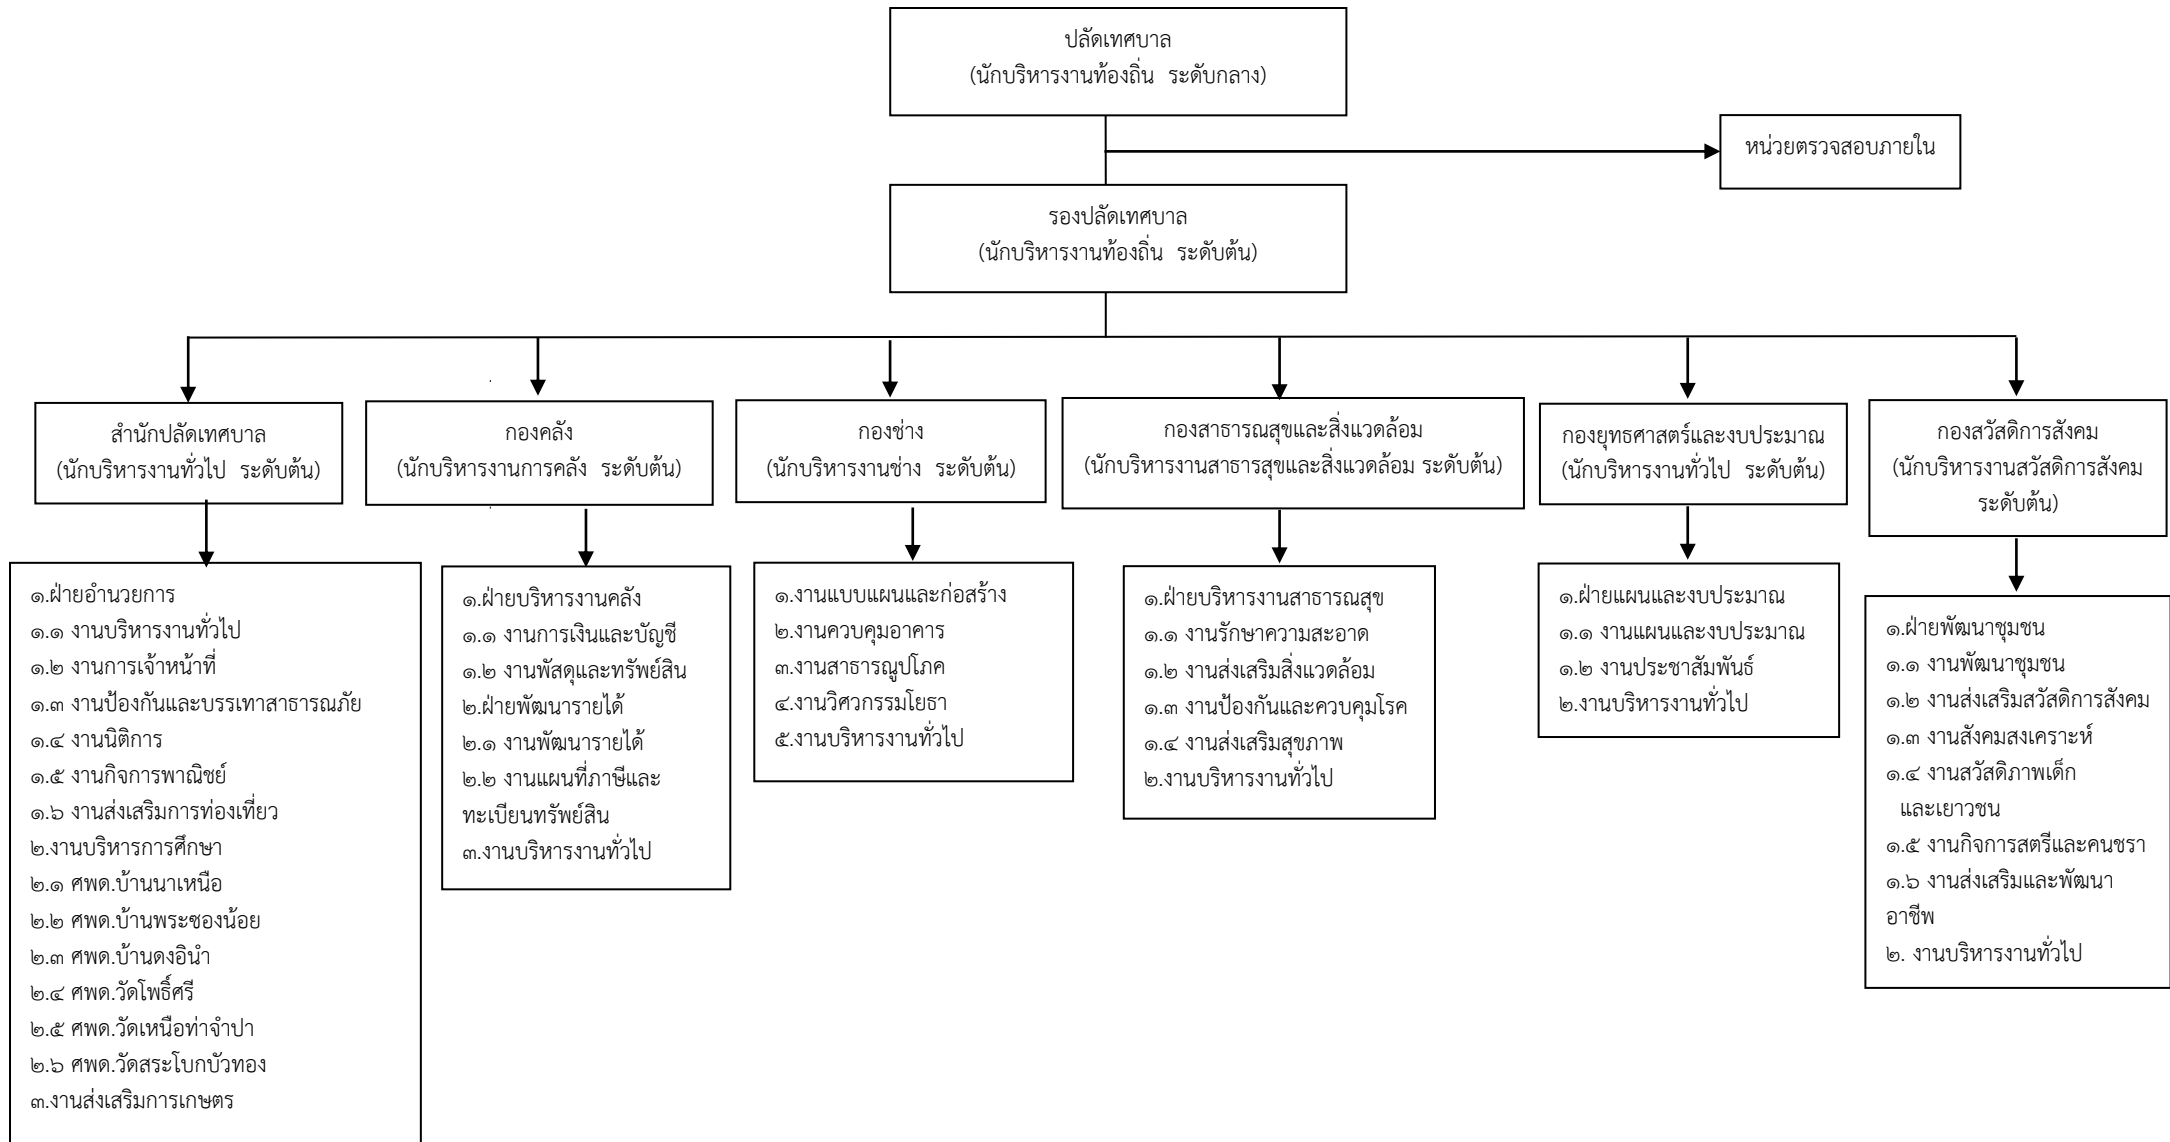 ปลัดเทศบาล
(นักบริหารงานท้องถิ่น ระดับกลาง)
หน่วยตรวจสอบภายใน
รองปลัดเทศบาล
(นักบริหารงานท้องถิ่น ระดับต้น)
สำนักปลัดเทศบาล
(นักบริหารงานทั่วไป ระดับต้น)
กองคลัง
(นักบริหารงานการคลัง ระดับต้น)
กองช่าง
(นักบริหารงานช่าง ระดับต้น)
กองสาธารณสุขและสิ่งแวดล้อม
(นักบริหารงานสาธารสุขและสิ่งแวดล้อม ระดับต้น)
กองยุทธศาสตร์และงบประมาณ
(นักบริหารงานทั่วไป ระดับต้น)
กองสวัสดิการสังคม
(นักบริหารงานสวัสดิการสังคม
ระดับต้น)
๑.ฝ่ายอำนวยการ
๑.๑ งานบริหารงานทั่วไป
๑.๒ งานการเจ้าหน้าที่
๑.๓ งานป้องกันและบรรเทาสาธารณภัย
๑.๔ งานนิติการ
๑.๕ งานกิจการพาณิชย์
๑.๖ งานส่งเสริมการท่องเที่ยว
๒.งานบริหารการศึกษา
๒.๑ ศพด.บ้านนาเหนือ
๒.๒ ศพด.บ้านพระซองน้อย
๒.๓ ศพด.บ้านดงอินำ
๒.๔ ศพด.วัดโพธิ์ศรี
๒.๕ ศพด.วัดเหนือท่าจำปา
๒.๖ ศพด.วัดสระโบกบัวทอง
๓.งานส่งเสริมการเกษตร
๑.ฝ่ายบริหารงานคลัง
๑.๑ งานการเงินและบัญชี
๑.๒ งานพัสดุและทรัพย์สิน
๒.ฝ่ายพัฒนารายได้
๒.๑ งานพัฒนารายได้
๒.๒ งานแผนที่ภาษีและ
ทะเบียนทรัพย์สิน
๓.งานบริหารงานทั่วไป
๑.งานแบบแผนและก่อสร้าง
๒.งานควบคุมอาคาร
๓.งานสาธารณูปโภค
๔.งานวิศวกรรมโยธา
๕.งานบริหารงานทั่วไป
๑.ฝ่ายบริหารงานสาธารณสุข
๑.๑ งานรักษาความสะอาด
๑.๒ งานส่งเสริมสิ่งแวดล้อม
๑.๓ งานป้องกันและควบคุมโรค
๑.๔ งานส่งเสริมสุขภาพ
๒.งานบริหารงานทั่วไป
๑.ฝ่ายแผนและงบประมาณ
๑.๑ งานแผนและงบประมาณ
๑.๒ งานประชาสัมพันธ์
๒.งานบริหารงานทั่วไป
๑.ฝ่ายพัฒนาชุมชน
๑.๑ งานพัฒนาชุมชน
๑.๒ งานส่งเสริมสวัสดิการสังคม
๑.๓ งานสังคมสงเคราะห์
๑.๔ งานสวัสดิภาพเด็ก
และเยาวชน
๑.๕ งานกิจการสตรีและคนชรา
๑.๖ งานส่งเสริมและพัฒนา
อาชีพ
๒. งานบริหารงานทั่วไป